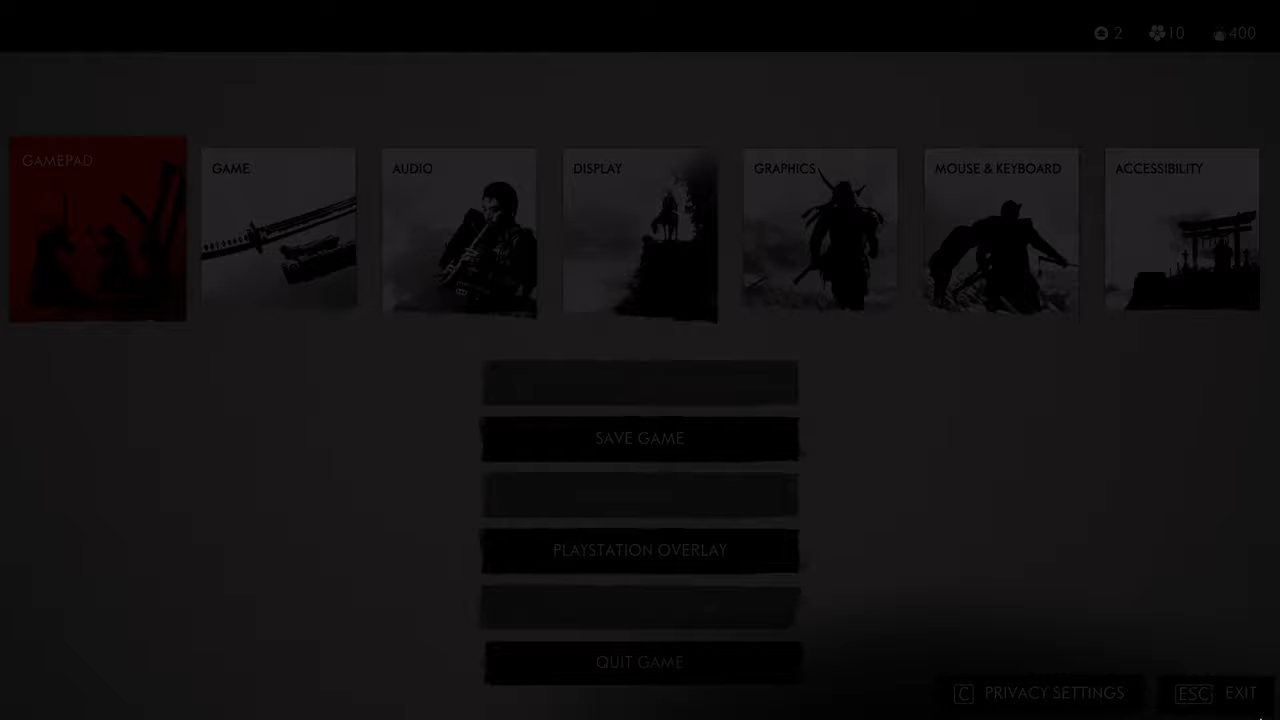 2 10 400
GAMEPAD
GAME
AUDIO
DISPLAY
GRAPHICS
MOUSE & KEYBOARD
ACCESSIBILITY
SAVE GAME
PLAYSTATION OVERLAY
QUIT GAME
C PRIVACY SETTINGS ESC EXIT